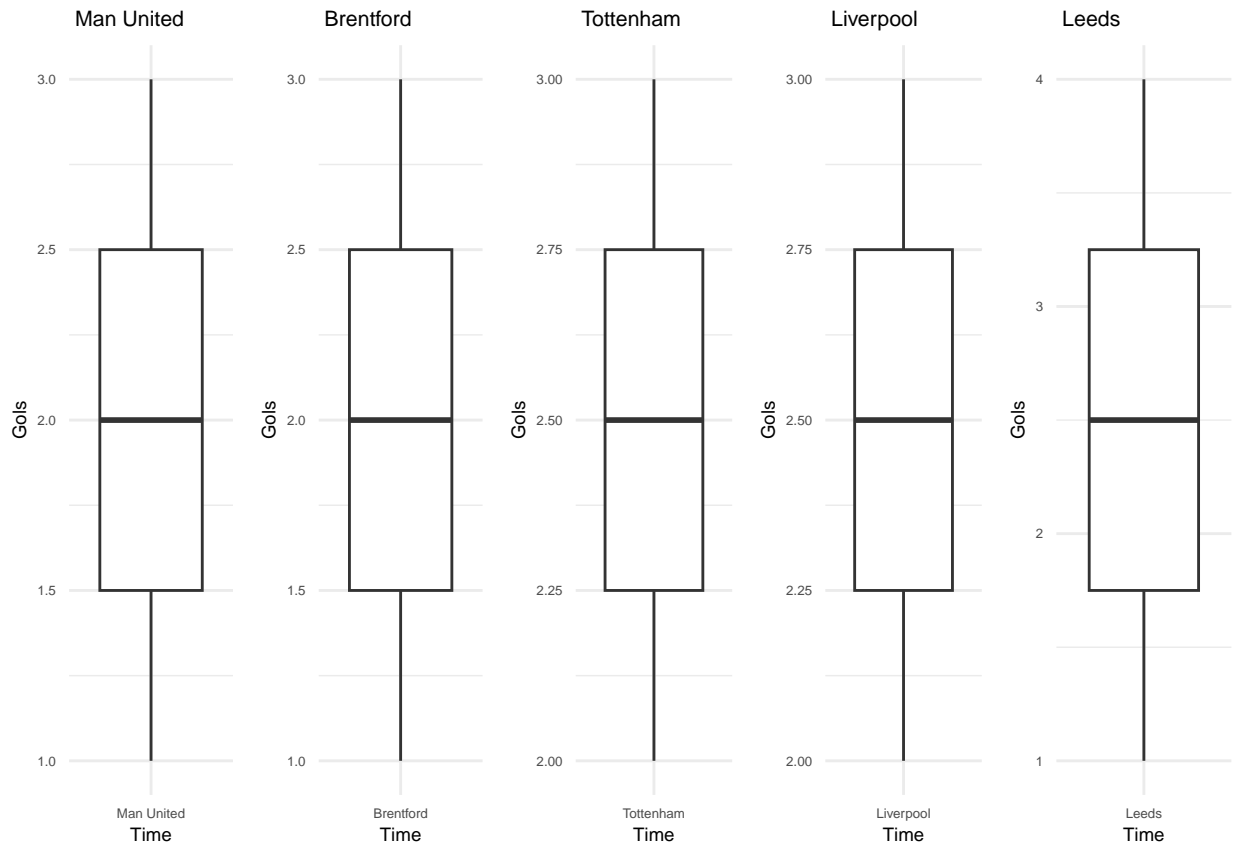 Man United
Brentford
Tottenham
Liverpool
Leeds
Gols
3.0
2.5
2.0
1.5
1.0
Man United
Time
Gols
3.0
2.5
2.0
1.5
1.0
Brentford
Time
Gols
3.00
2.75
2.50
2.25
2.00
Tottenham
Time
Gols
3.00
2.75
2.50
2.25
2.00
Liverpool
Time
Gols
4
3
2
1
Leeds
Time